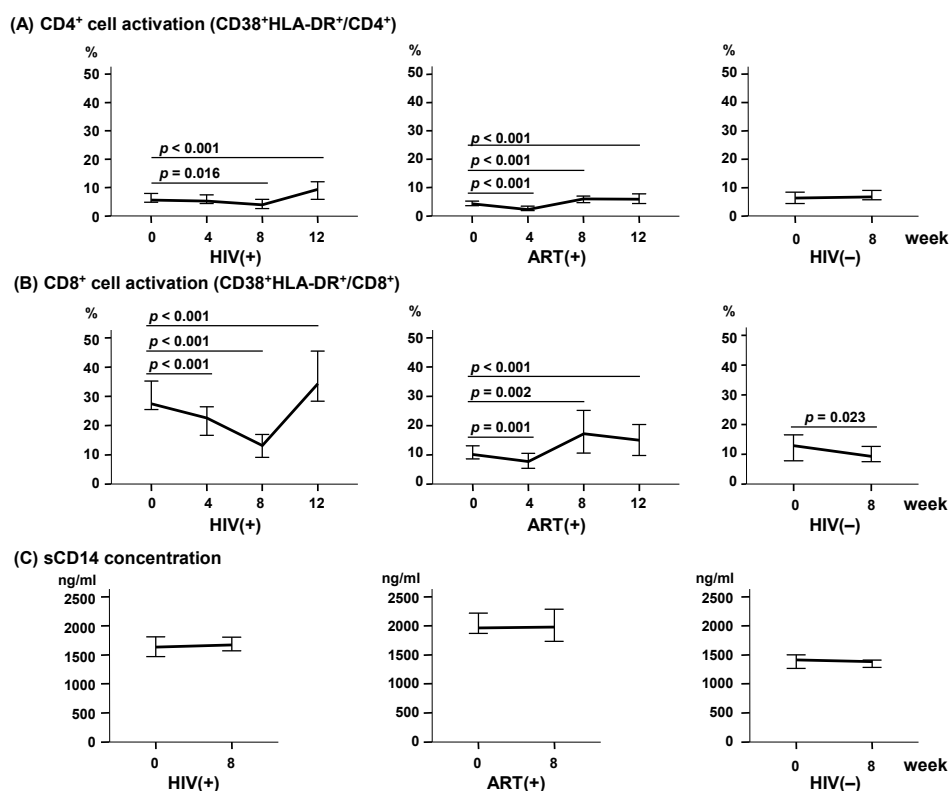 (A) CD4⁺ cell activation (CD38⁺HLA-DR⁺/CD4⁺)
% % %
50 50 50
40 40 40
30 30 30
p < 0.001 p < 0.001
20 p < 0.001 20 20
p = 0.016 p < 0.001
10 10 10
0 0 0
0 4 8 12 0 4 8 12 0 8 week
HIV(+) ART(+) HIV(–)
(B) CD8⁺ cell activation (CD38⁺HLA-DR⁺/CD8⁺)
% % %
p < 0.001
50 50 50
p < 0.001
40 p < 0.001 40 p < 0.001 40
30 30 p = 0.002 30
20 20 p = 0.001 20 p = 0.023
10 10 10
0 0 0
0 4 8 12 0 4 8 12 0 8 week
HIV(+) ART(+) HIV(–)
(C) sCD14 concentration
ng/ml ng/ml ng/ml
2500 2500 2500
2000 2000 2000
1500 1500 1500
1000 1000 1000
500 500 500
0 0 0
0 8 0 8 0 8 week
HIV(+) ART(+) HIV(–)